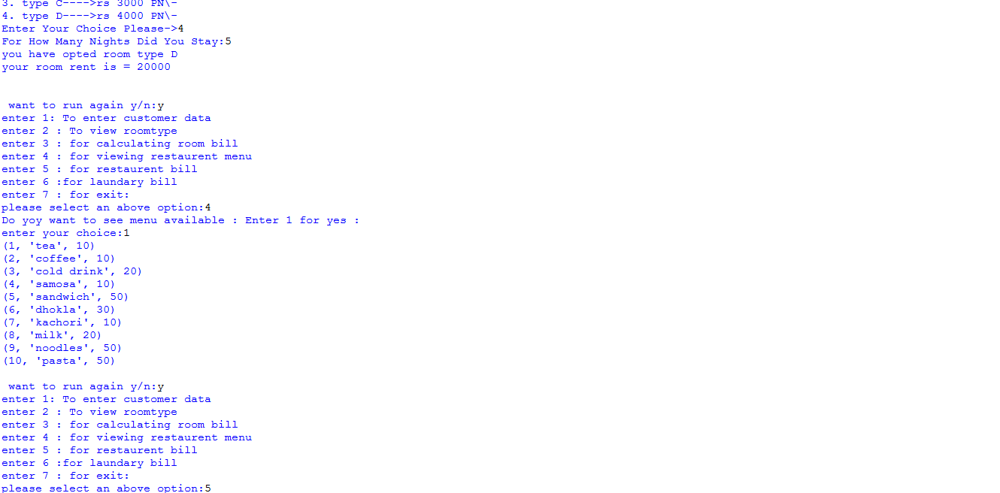 3. type C---->rs 3000 PN\-
4. type D---->rs 4000 PN\-
Enter Your Choice Please->4
For How Many Nights Did You Stay:5
you have opted room type D
your room rent is = 20000
want to run again y/n:y
enter 1: To enter customer data
enter 2 : To view roomtype
enter 3 : for calculating room bill
enter 4 : for viewing restaurent menu
enter 5 : for restaurent bill
enter 6 :for laundary bill
enter 7 : for exit:
please select an above option:4
Do yoy want to see menu available : Enter 1 for yes :
enter your choice:1
(1, 'tea', 10)
(2, 'coffee', 10)
(3, 'cold drink', 20)
(4, 'samosa', 10)
(5, 'sandwich', 50)
(6, 'dhokla', 30)
(7, 'kachori', 10)
(8, 'milk', 20)
(9, 'noodles', 50)
(10, 'pasta', 50)
want to run again y/n:y
enter 1: To enter customer data
enter 2 : To view roomtype
enter 3 : for calculating room bill
enter 4 : for viewing restaurent menu
enter 5 : for restaurent bill
enter 6 :for laundary bill
enter 7 : for exit:
please select an above option:5